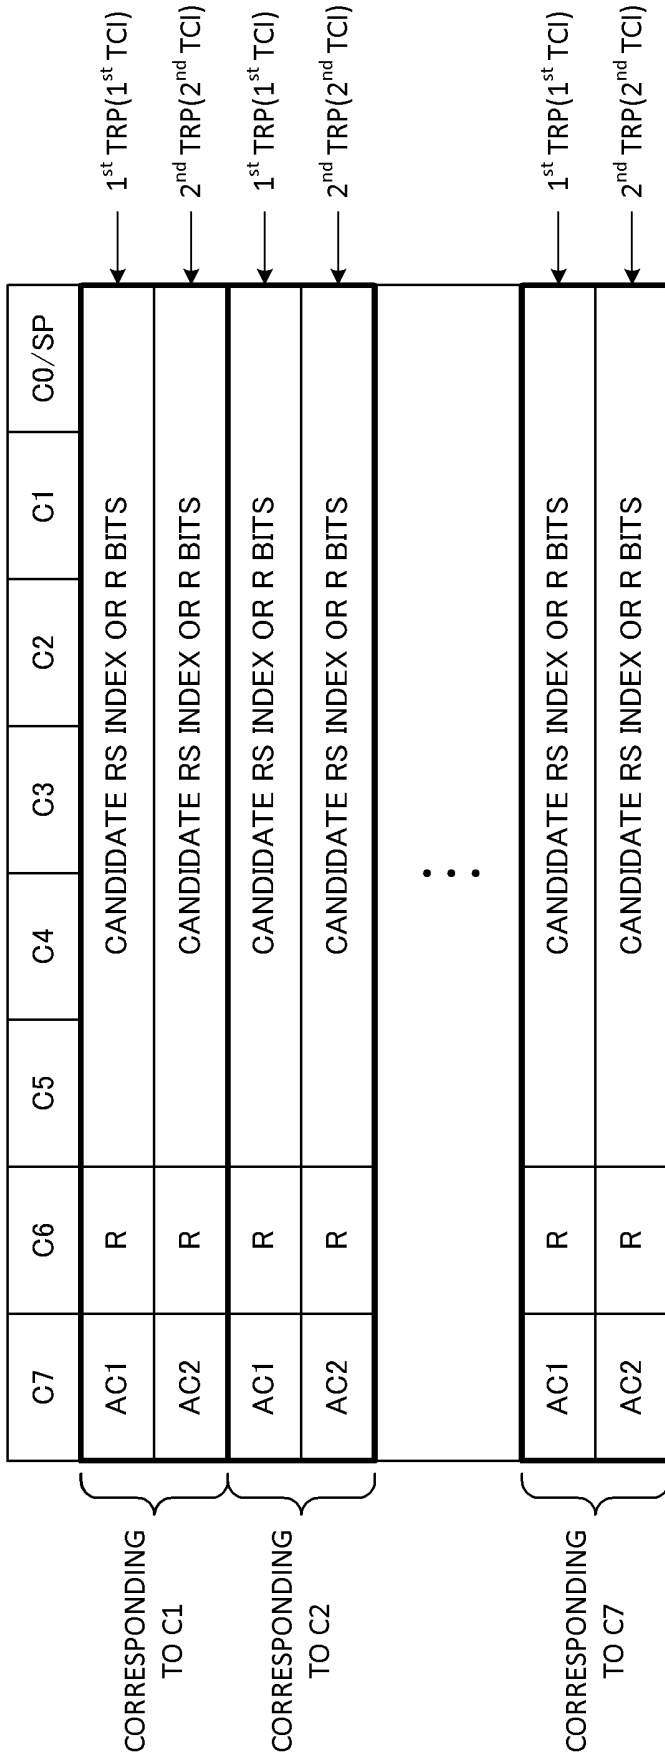 C7 C6 C5 C4 C3 C2 C1 C0/SP
CORRESPONDING
TO C1
AC1 R CANDIDATE RS INDEX OR R BITS 1st TRP(1st TCI)
AC2 R CANDIDATE RS INDEX OR R BITS 2nd TRP(2nd TCI)
CORRESPONDING
TO C2
AC1 R CANDIDATE RS INDEX OR R BITS 1st TRP(1st TCI)
AC2 R CANDIDATE RS INDEX OR R BITS 2nd TRP(2nd TCI)
...
CORRESPONDING
TO C7
AC1 R CANDIDATE RS INDEX OR R BITS 1st TRP(1st TCI)
AC2 R CANDIDATE RS INDEX OR R BITS 2nd TRP(2nd TCI)